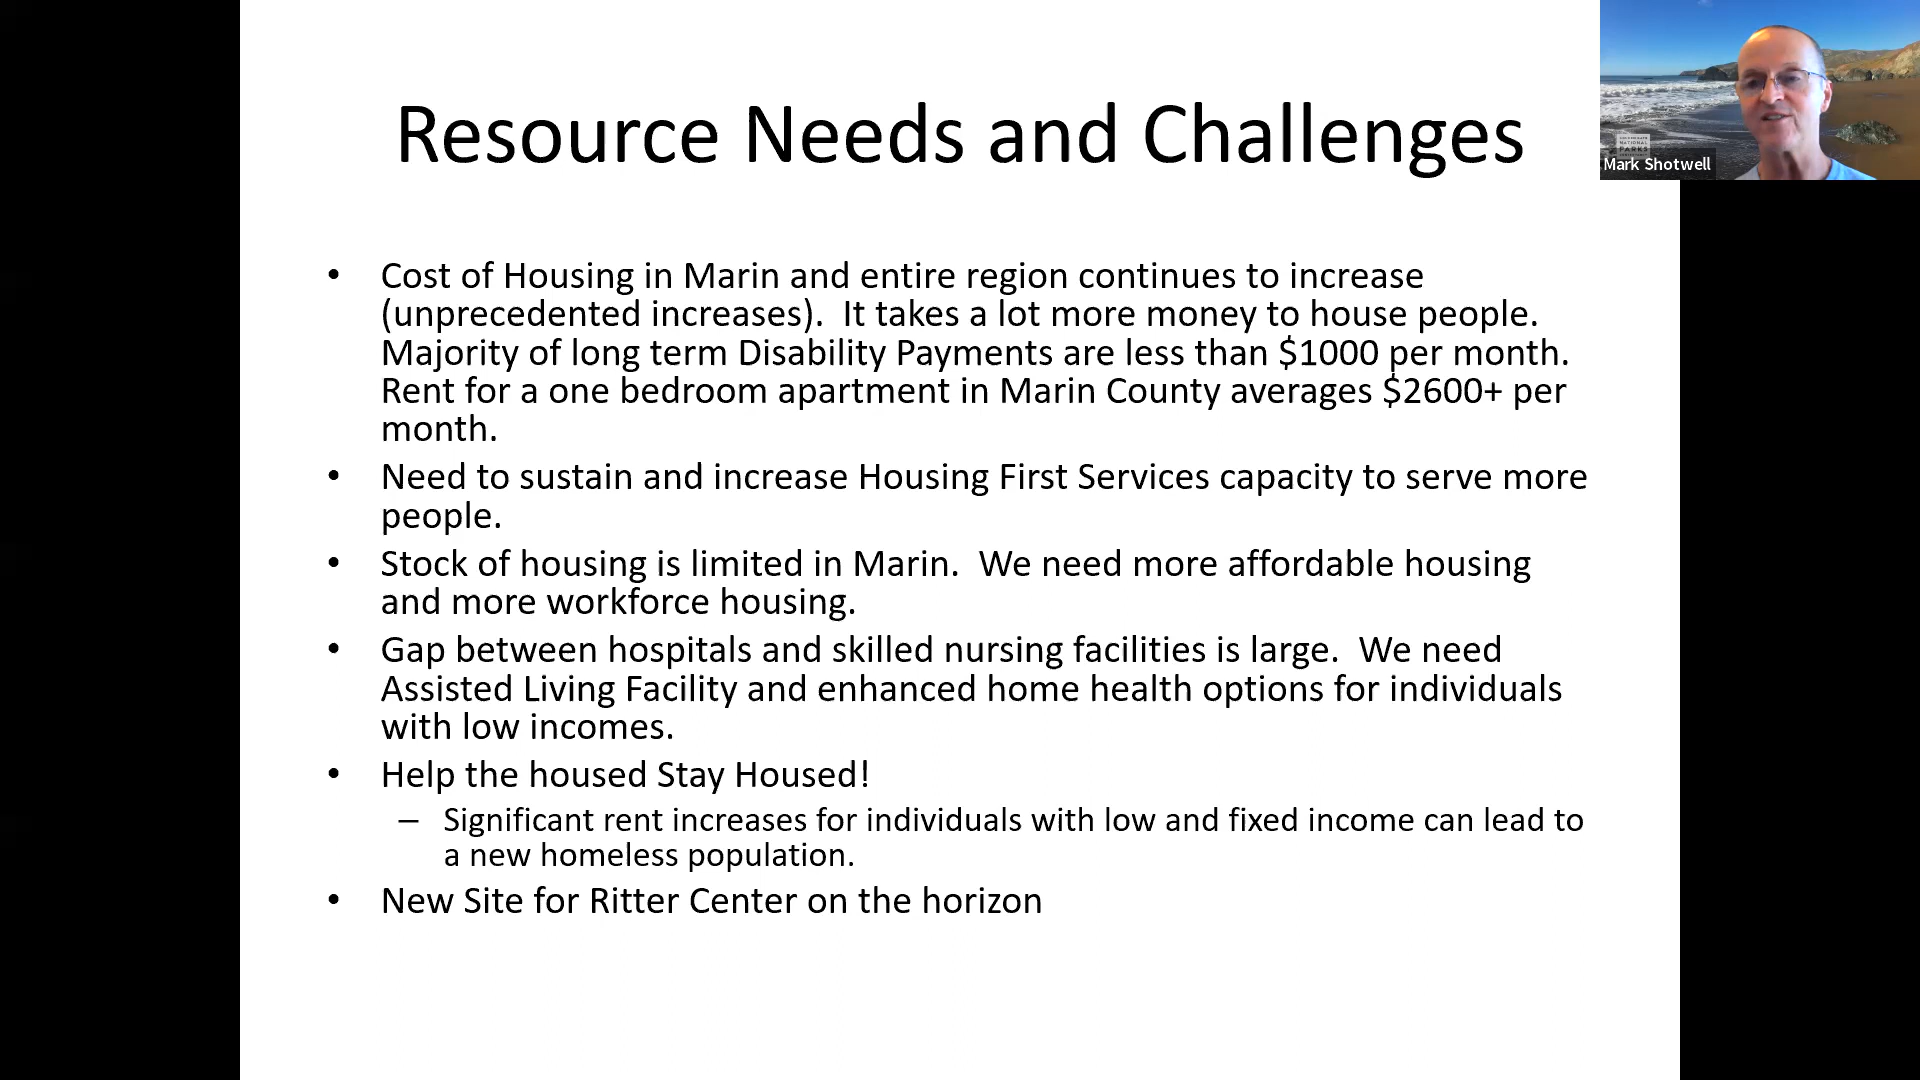 Resource Needs and Challenges
Mark Shotwell
• Cost of Housing in Marin and entire region continues to increase
(unprecedented increases).  It takes a lot more money to house people.
Majority of long term Disability Payments are less than $1000 per month.
Rent for a one bedroom apartment in Marin County averages $2600+ per
month.
• Need to sustain and increase Housing First Services capacity to serve more
people.
• Stock of housing is limited in Marin.  We need more affordable housing
and more workforce housing.
• Gap between hospitals and skilled nursing facilities is large.  We need
Assisted Living Facility and enhanced home health options for individuals
with low incomes.
• Help the housed Stay Housed!
– Significant rent increases for individuals with low and fixed income can lead to
a new homeless population.
• New Site for Ritter Center on the horizon